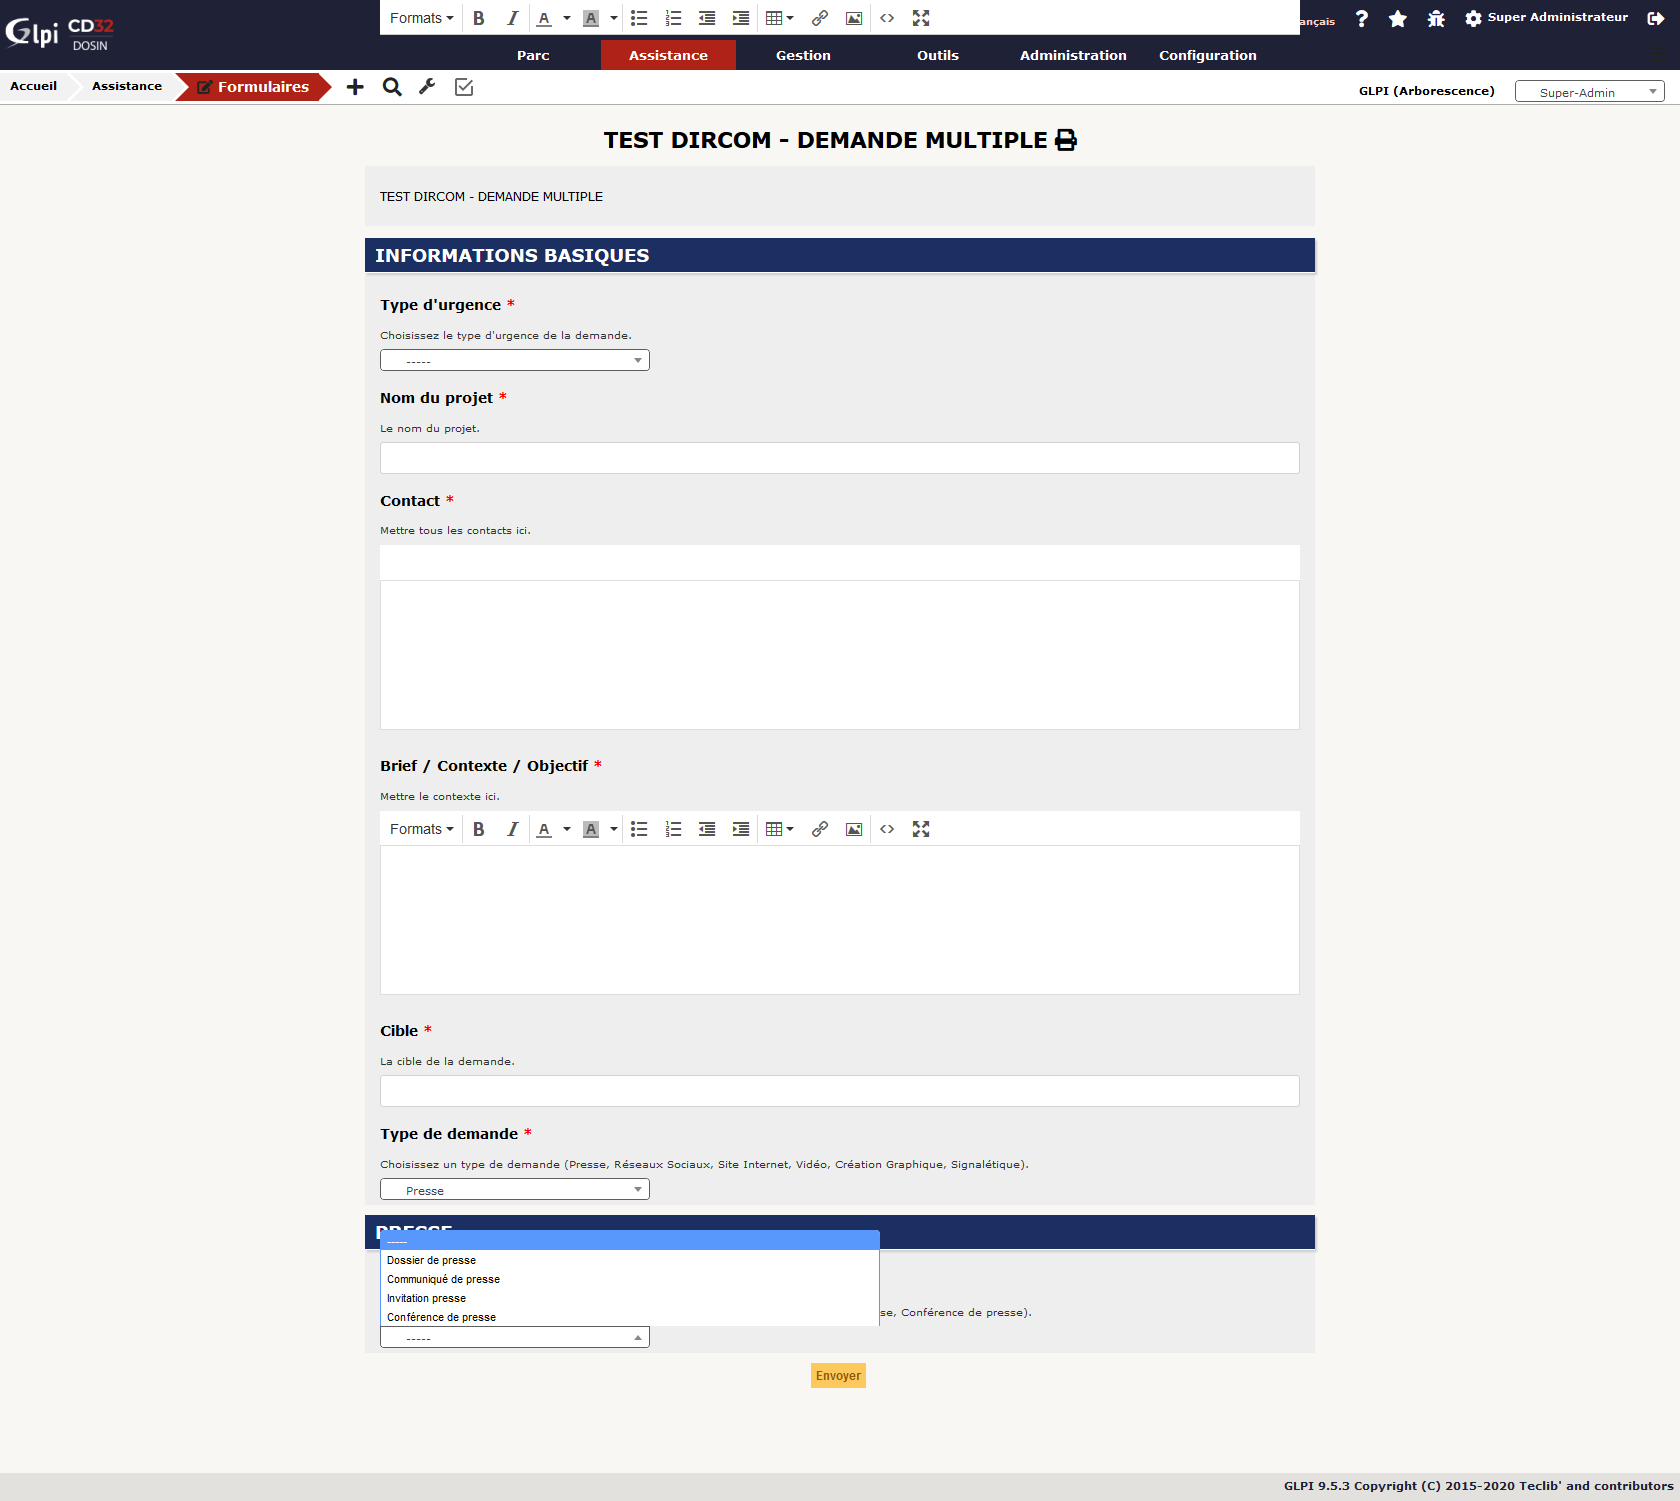 Glpi CD32
DOSIN
Formats B I A A
ançais ? Super Administrateur
Parc Assistance Gestion Outils Administration Configuration
Accueil Assistance Formulaires
GLPI (Arborescence) Super-Admin
TEST DIRCOM - DEMANDE MULTIPLE
TEST DIRCOM - DEMANDE MULTIPLE
INFORMATIONS BASIQUES
Type d'urgence *
Choisissez le type d'urgence de la demande.
-----
Nom du projet *
Le nom du projet.
Contact *
Mettre tous les contacts ici.
Brief / Contexte / Objectif *
Mettre le contexte ici.
Formats B I A A
Cible *
La cible de la demande.
Type de demande *
Choisissez un type de demande (Presse, Réseaux Sociaux, Site Internet, Vidéo, Création Graphique, Signalétique).
Presse
PRESSE
-----
Dossier de presse
Communiqué de presse
Invitation presse
se, Conférence de presse).
Conférence de presse
-----
Envoyer
GLPI 9.5.3 Copyright (C) 2015-2020 Teclib' and contributors